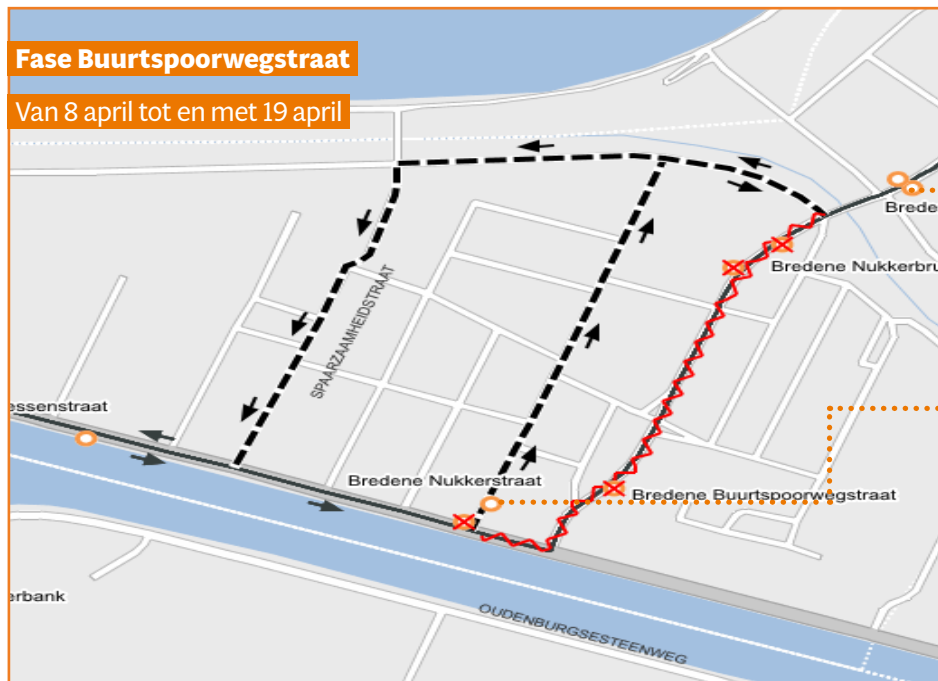 Fase Buurtspoorwegstraat
Van 8 april tot en met 19 april
Brede
Bredene Nukkerbru
SPAARZAAMHEIDSTRAAT
essenstraat
Bredene Nukkerstraat
Bredene Buurtspoorwegstraat
erbank
OUDENBURGSESTEENWEG